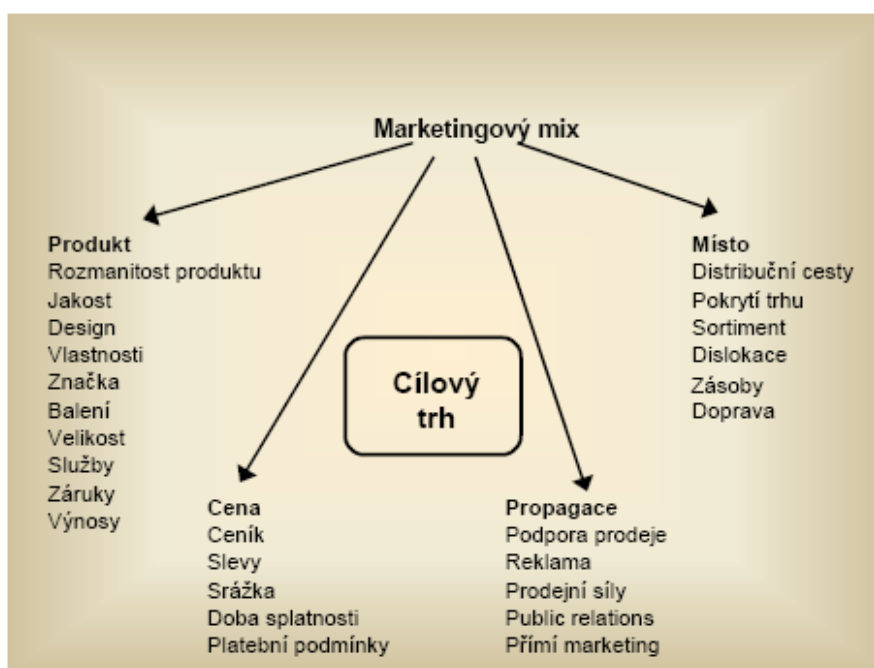 Marketingový mix
Produkt
Rozmanitost produktu
Jakost
Design
Vlastnosti
Značka
Balení
Velikost
Služby
Záruky
Výnosy
Cena
Ceník
Slevy
Srážka
Doba splatnosti
Platební podmínky
Cílový
trh
Propagace
Podpora prodeje
Reklama
Prodejní síly
Public relations
Přímí marketing
Místo
Distribuční cesty
Pokrytí trhu
Sortiment
Dislokace
Zásoby
Doprava